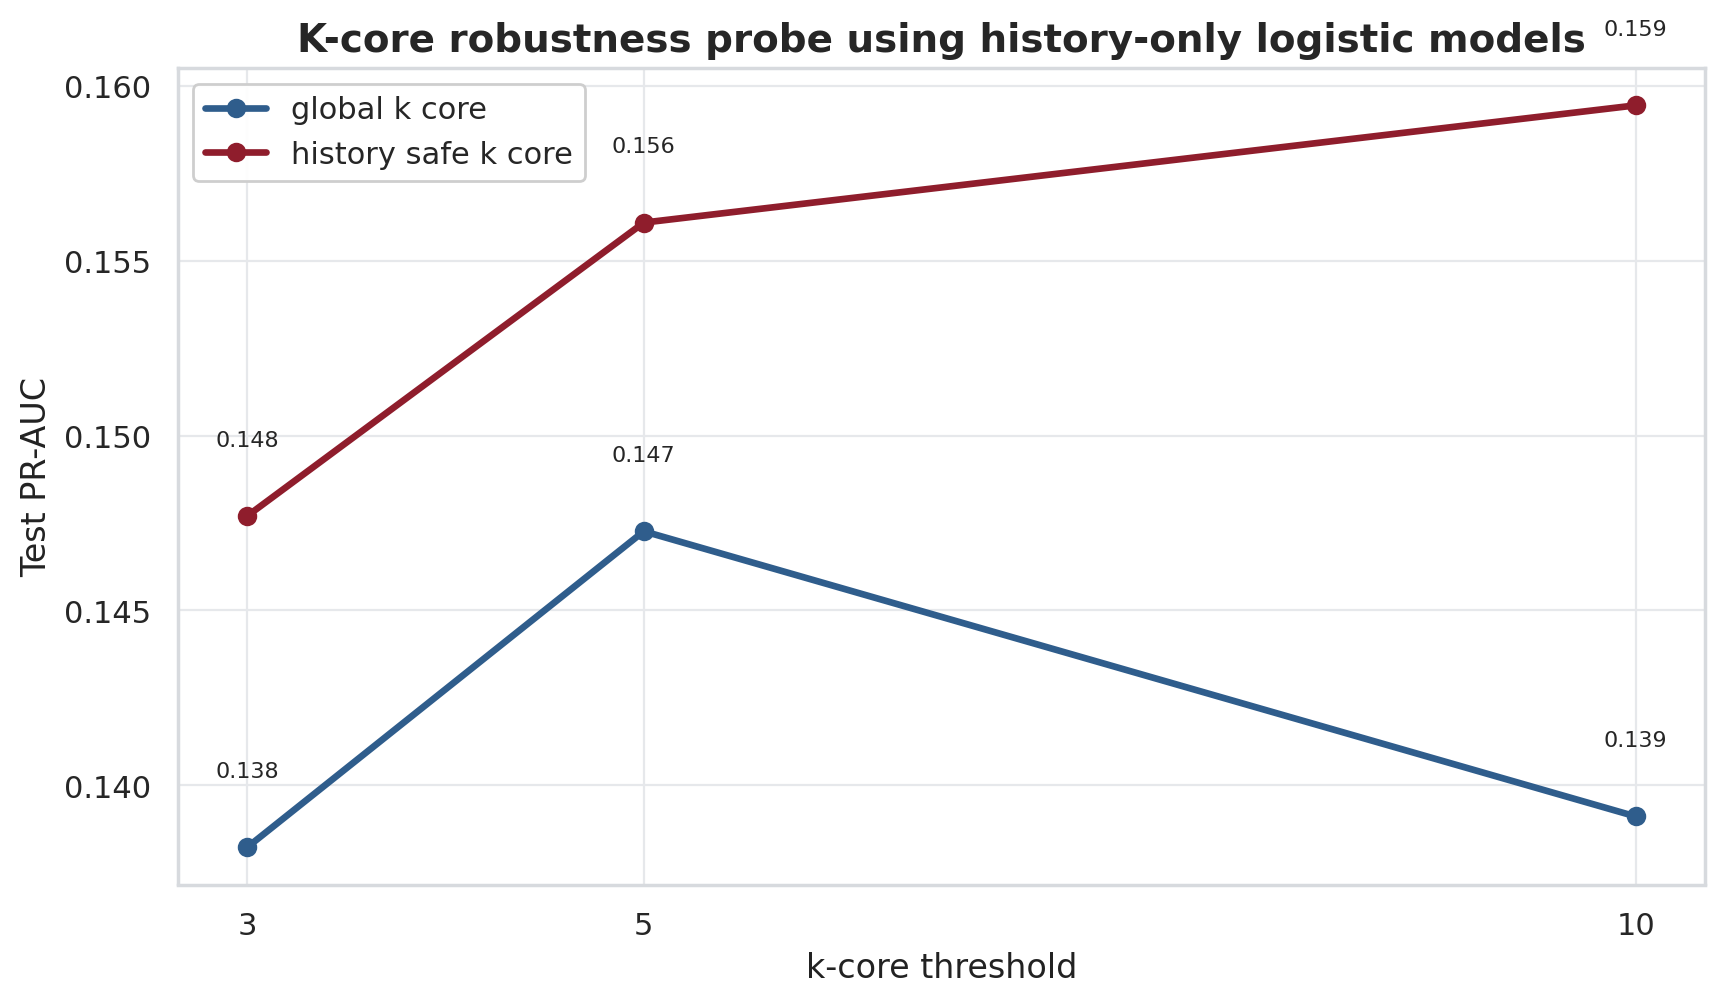 K-core robustness probe using history-only logistic models
0.159
0.160
0.155
0.150
0.145
0.140
Test PR-AUC
global k core
history safe k core
0.156
0.148
0.147
0.138
0.139
3
5
10
k-core threshold